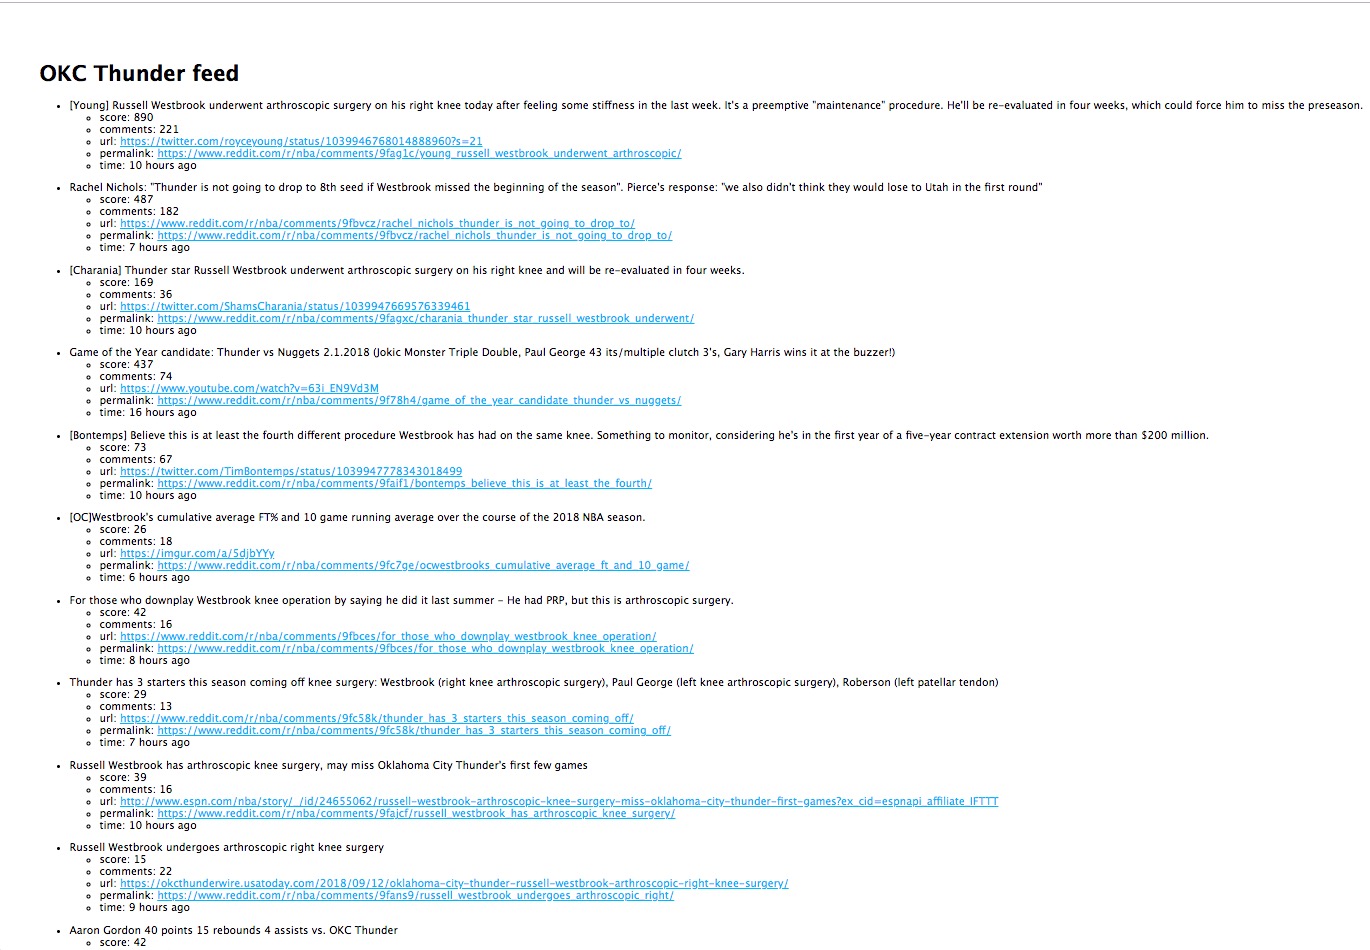 OKC Thunder feed
[Young] Russell Westbrook underwent arthroscopic surgery on his right knee today after feeling some stiffness in the last week. It's a preemptive "maintenance" procedure. He'll be re-evaluated in four weeks, which could force him to miss the preseason.
score: 890
comments: 221
url: https://twitter.com/royceyoung/status/1039946768014888960?s=21
permalink: https://www.reddit.com/r/nba/comments/9fag1c/young_russell_westbrook_underwent_arthroscopic/
time: 10 hours ago
Rachel Nichols: "Thunder is not going to drop to 8th seed if Westbrook missed the beginning of the season". Pierce's response: "we also didn't think they would lose to Utah in the first round"
score: 487
comments: 182
url: https://www.reddit.com/r/nba/comments/9fbvcz/rachel_nichols_thunder_is_not_going_to_drop_to/
permalink: https://www.reddit.com/r/nba/comments/9fbvcz/rachel_nichols_thunder_is_not_going_to_drop_to/
time: 7 hours ago
[Charania] Thunder star Russell Westbrook underwent arthroscopic surgery on his right knee and will be re-evaluated in four weeks.
score: 169
comments: 36
url: https://twitter.com/ShamsCharania/status/1039947669576339461
permalink: https://www.reddit.com/r/nba/comments/9fagxc/charania_thunder_star_russell_westbrook_underwent/
time: 10 hours ago
Game of the Year candidate: Thunder vs Nuggets 2.1.2018 (Jokic Monster Triple Double, Paul George 43 its/multiple clutch 3's, Gary Harris wins it at the buzzer!)
score: 437
comments: 74
url: https://www.youtube.com/watch?v=63i_EN9Vd3M
permalink: https://www.reddit.com/r/nba/comments/9f78h4/game_of_the_year_candidate_thunder_vs_nuggets/
time: 16 hours ago
[Bontemps] Believe this is at least the fourth different procedure Westbrook has had on the same knee. Something to monitor, considering he's in the first year of a five-year contract extension worth more than $200 million.
score: 73
comments: 67
url: https://twitter.com/TimBontemps/status/1039947778343018499
permalink: https://www.reddit.com/r/nba/comments/9faif1/bontemps_believe_this_is_at_least_the_fourth/
time: 10 hours ago
[OC]Westbrook's cumulative average FT% and 10 game running average over the course of the 2018 NBA season.
score: 26
comments: 18
url: https://imgur.com/a/5djbYYy
permalink: https://www.reddit.com/r/nba/comments/9fc7ge/ocwestbrooks_cumulative_average_ft_and_10_game/
time: 6 hours ago
For those who downplay Westbrook knee operation by saying he did it last summer - He had PRP, but this is arthroscopic surgery.
score: 42
comments: 16
url: https://www.reddit.com/r/nba/comments/9fbces/for_those_who_downplay_westbrook_knee_operation/
permalink: https://www.reddit.com/r/nba/comments/9fbces/for_those_who_downplay_westbrook_knee_operation/
time: 8 hours ago
Thunder has 3 starters this season coming off knee surgery: Westbrook (right knee arthroscopic surgery), Paul George (left knee arthroscopic surgery), Roberson (left patellar tendon)
score: 29
comments: 13
url: https://www.reddit.com/r/nba/comments/9fc58k/thunder_has_3_starters_this_season_coming_off/
permalink: https://www.reddit.com/r/nba/comments/9fc58k/thunder_has_3_starters_this_season_coming_off/
time: 7 hours ago
Russell Westbrook has arthroscopic knee surgery, may miss Oklahoma City Thunder's first few games
score: 39
comments: 16
url: http://www.espn.com/nba/story/_/id/24655062/russell-westbrook-arthroscopic-knee-surgery-miss-oklahoma-city-thunder-first-games?ex_cid=espnapi_affiliate_IFTTT
permalink: https://www.reddit.com/r/nba/comments/9fajcf/russell_westbrook_has_arthroscopic_knee_surgery/
time: 10 hours ago
Russell Westbrook undergoes arthroscopic right knee surgery
score: 15
comments: 22
url: https://okcthunderwire.usatoday.com/2018/09/12/oklahoma-city-thunder-russell-westbrook-arthroscopic-right-knee-surgery/
permalink: https://www.reddit.com/r/nba/comments/9fans9/russell_westbrook_undergoes_arthroscopic_right/
time: 9 hours ago
Aaron Gordon 40 points 15 rebounds 4 assists vs. OKC Thunder
score: 42